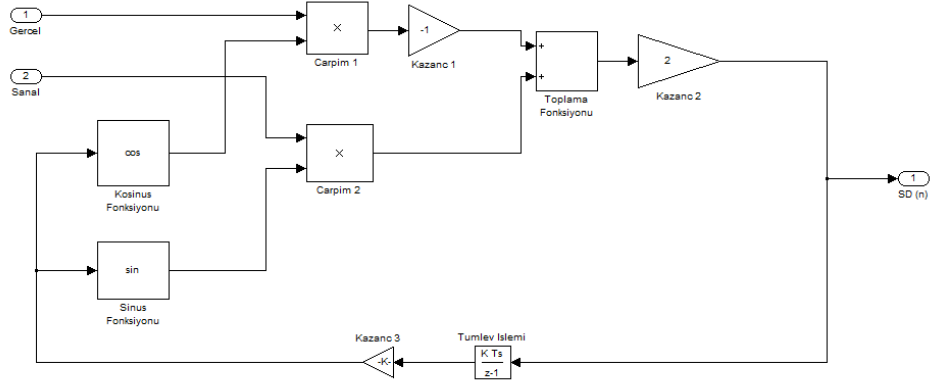 1
Gercel
×
Carpim 1
-1
Kazanc 1
+
+
Toplama
Fonksiyonu
2
Kazanc 2
2
Sanal
cos
Kosinus
Fonksiyonu
×
Carpim 2
1
SD (n)
sin
Sinus
Fonksiyonu
Kazanc 3
-K-
Tumlev Islemi
K Ts
z-1